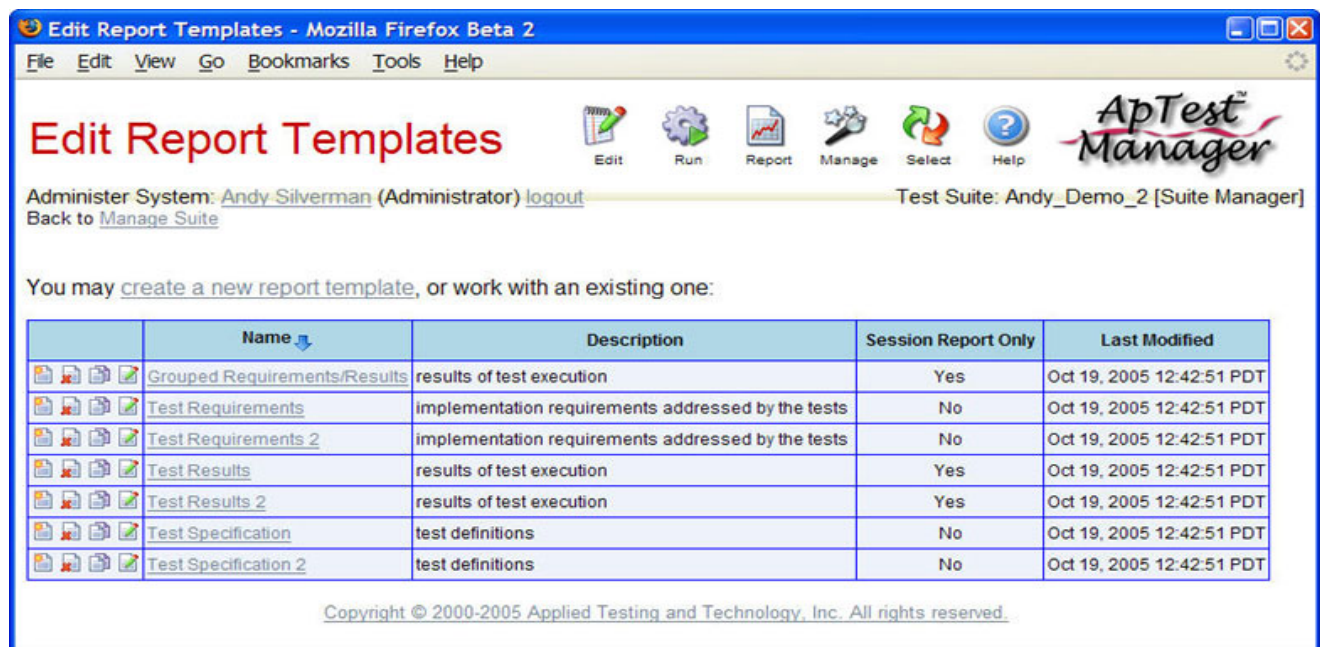 Edit Report Templates - Mozilla Firefox Beta 2
File Edit View Go Bookmarks Tools Help
Edit Report Templates
Edit Run Report Manage Select Help
ApTest™ Manager
Administer System: Andy Silverman (Administrator) logout
Test Suite: Andy_Demo_2 [Suite Manager]
Back to Manage Suite
You may create a new report template, or work with an existing one:
Name Description Session Report Only Last Modified
Grouped Requirements/Results results of test execution Yes Oct 19, 2005 12:42:51 PDT
Test Requirements implementation requirements addressed by the tests No Oct 19, 2005 12:42:51 PDT
Test Requirements 2 implementation requirements addressed by the tests No Oct 19, 2005 12:42:51 PDT
Test Results results of test execution Yes Oct 19, 2005 12:42:51 PDT
Test Results 2 results of test execution Yes Oct 19, 2005 12:42:51 PDT
Test Specification test definitions No Oct 19, 2005 12:42:51 PDT
Test Specification 2 test definitions No Oct 19, 2005 12:42:51 PDT
Copyright © 2000-2005 Applied Testing and Technology, Inc. All rights reserved.